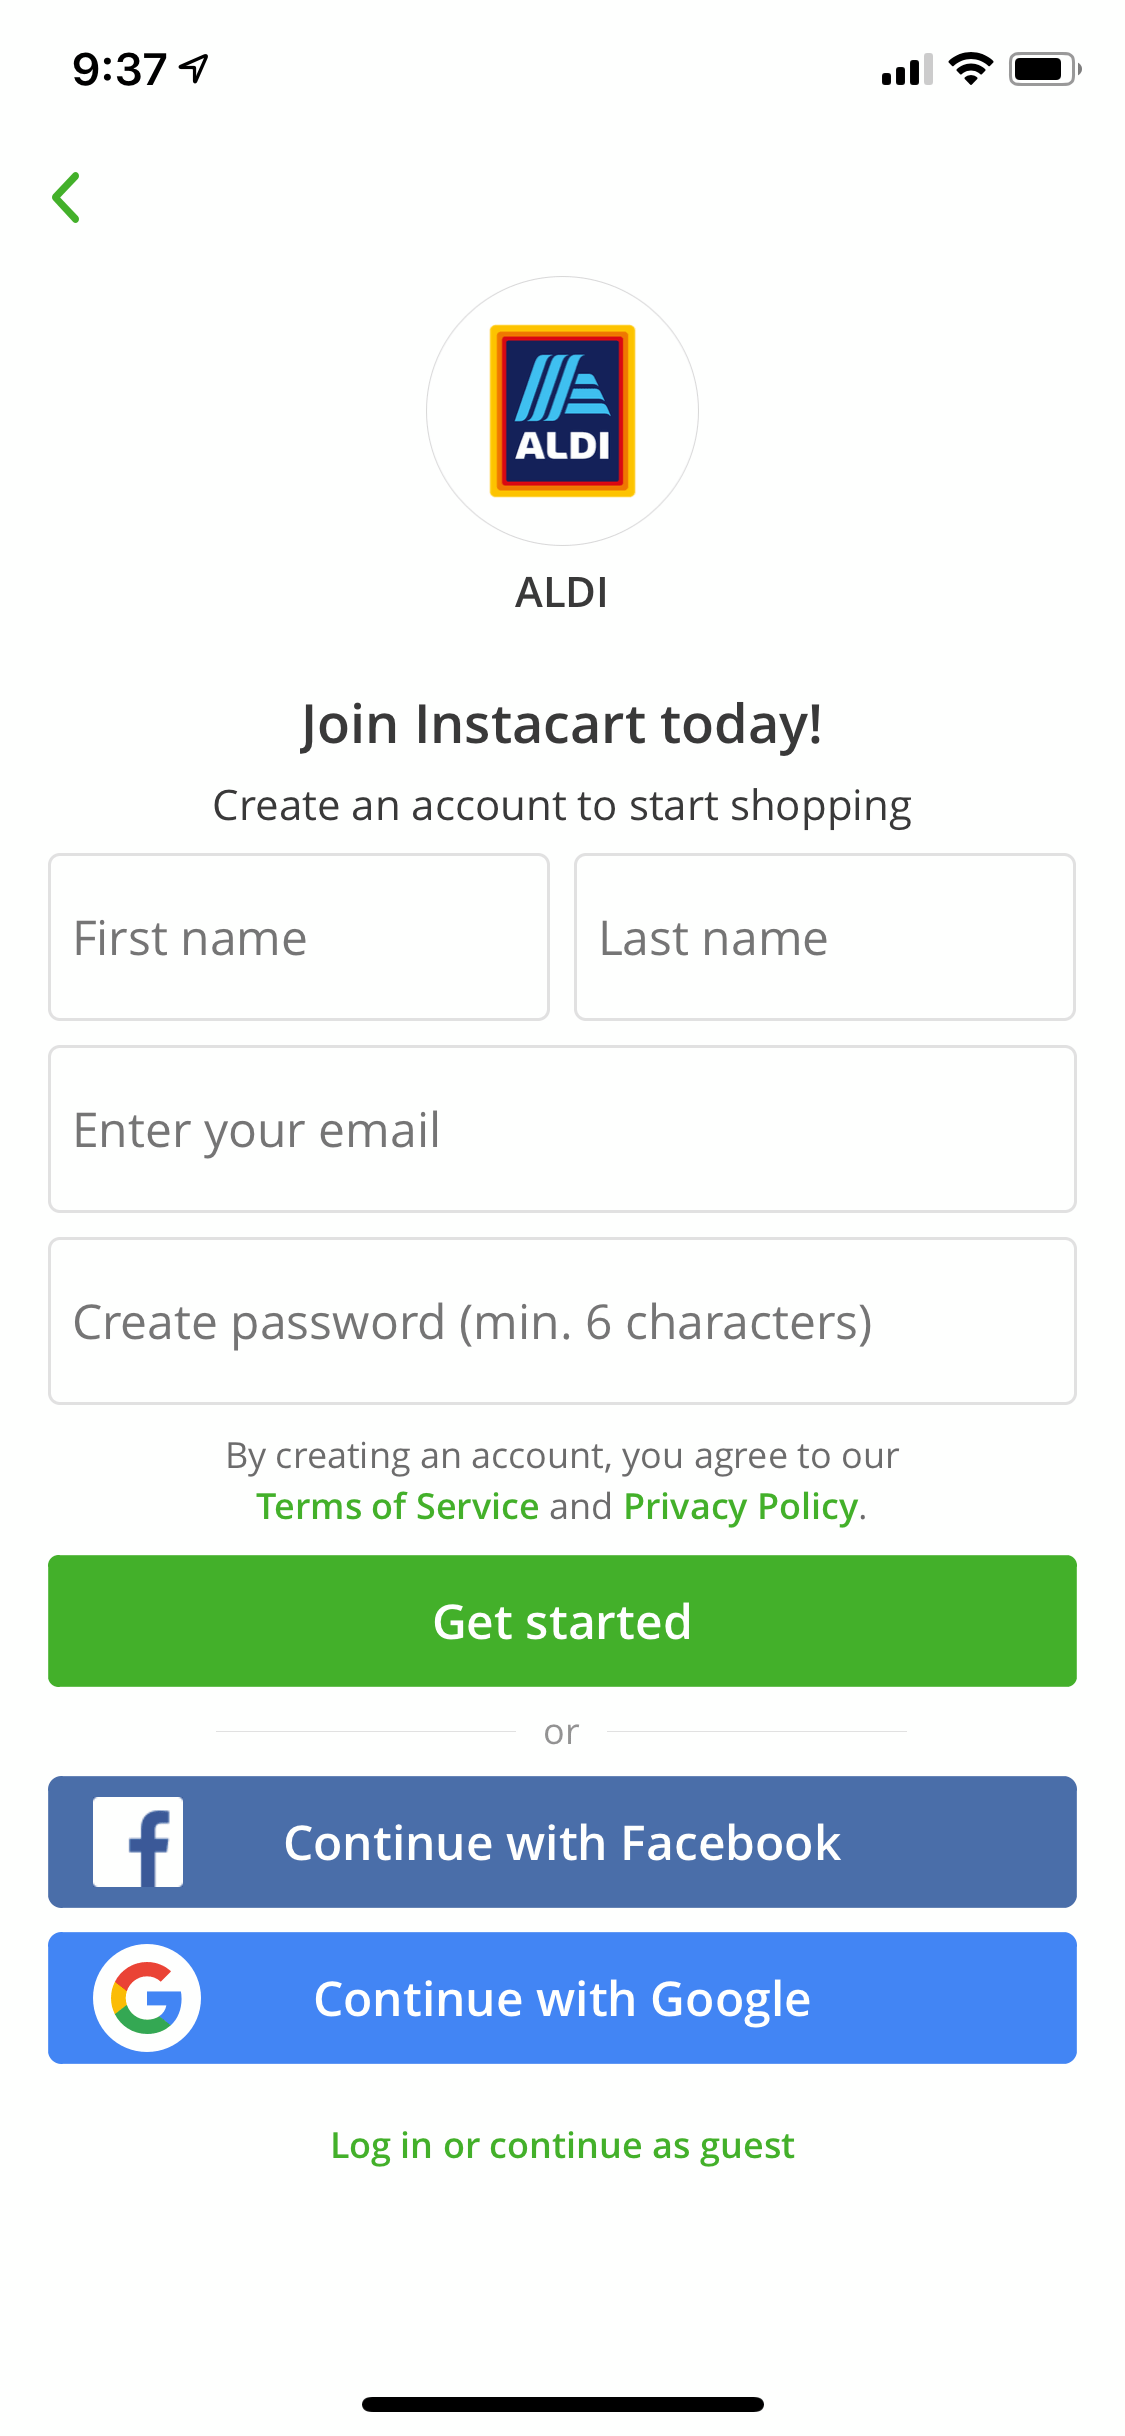 9:37
ALDI
ALDI
Join Instacart today!
Create an account to start shopping
First name
Last name
Enter your email
Create password (min. 6 characters)
By creating an account, you agree to our
Terms of Service and Privacy Policy.
Get started
or
Continue with Facebook
Continue with Google
Log in or continue as guest